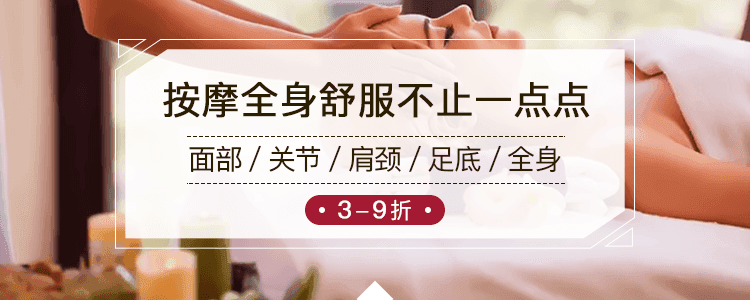 按摩全身舒服不止一点点
面部 / 关节 / 肩颈 / 足底 / 全身
• 3-9折 •